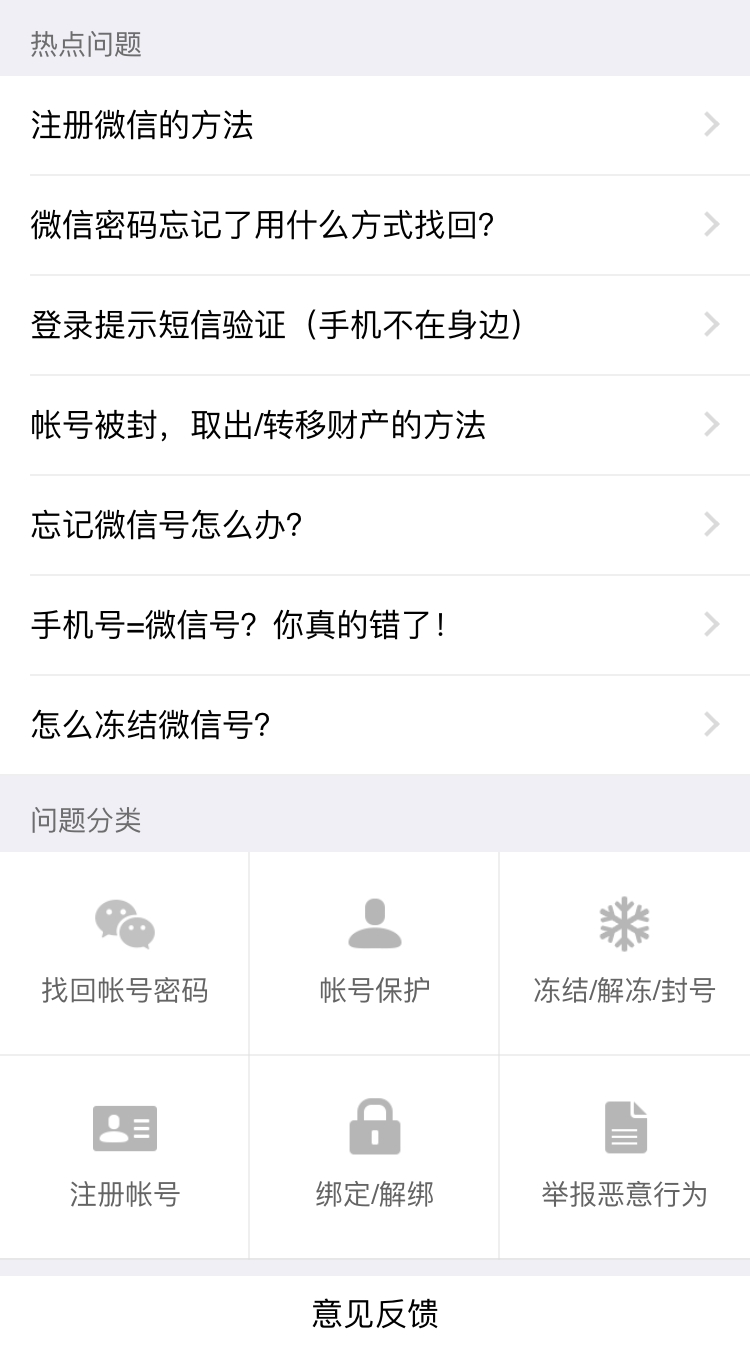 热点问题
注册微信的方法
微信密码忘记了用什么方式找回？
登录提示短信验证（手机不在身边）
帐号被封，取出/转移财产的方法
忘记微信号怎么办？
手机号=微信号？你真的错了！
怎么冻结微信号？
问题分类
找回帐号密码
帐号保护
冻结/解冻/封号
注册帐号
绑定/解绑
举报恶意行为
意见反馈